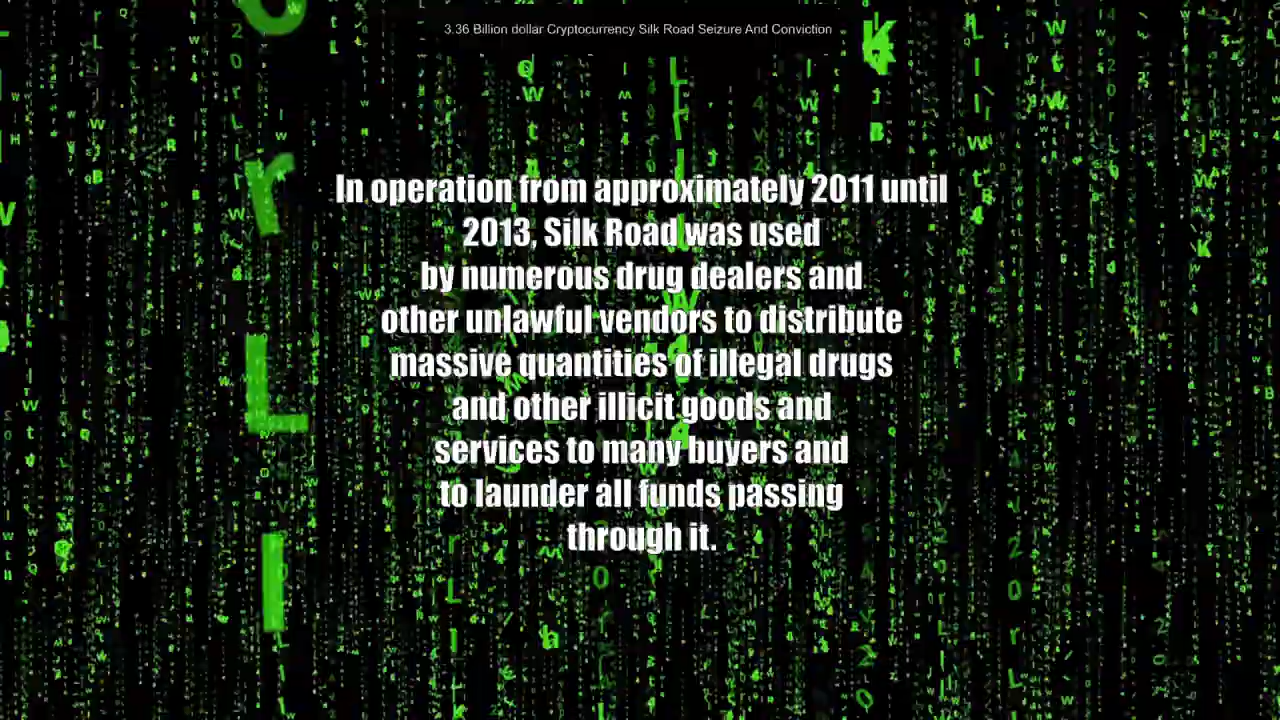 3.36 Billion dollar Cryptocurrency Silk Road Seizure And Conviction
In operation from approximately 2011 until
2013, Silk Road was used
by numerous drug dealers and
other unlawful vendors to distribute
massive quantities of illegal drugs
and other illicit goods and
services to many buyers and
to launder all funds passing
through it.